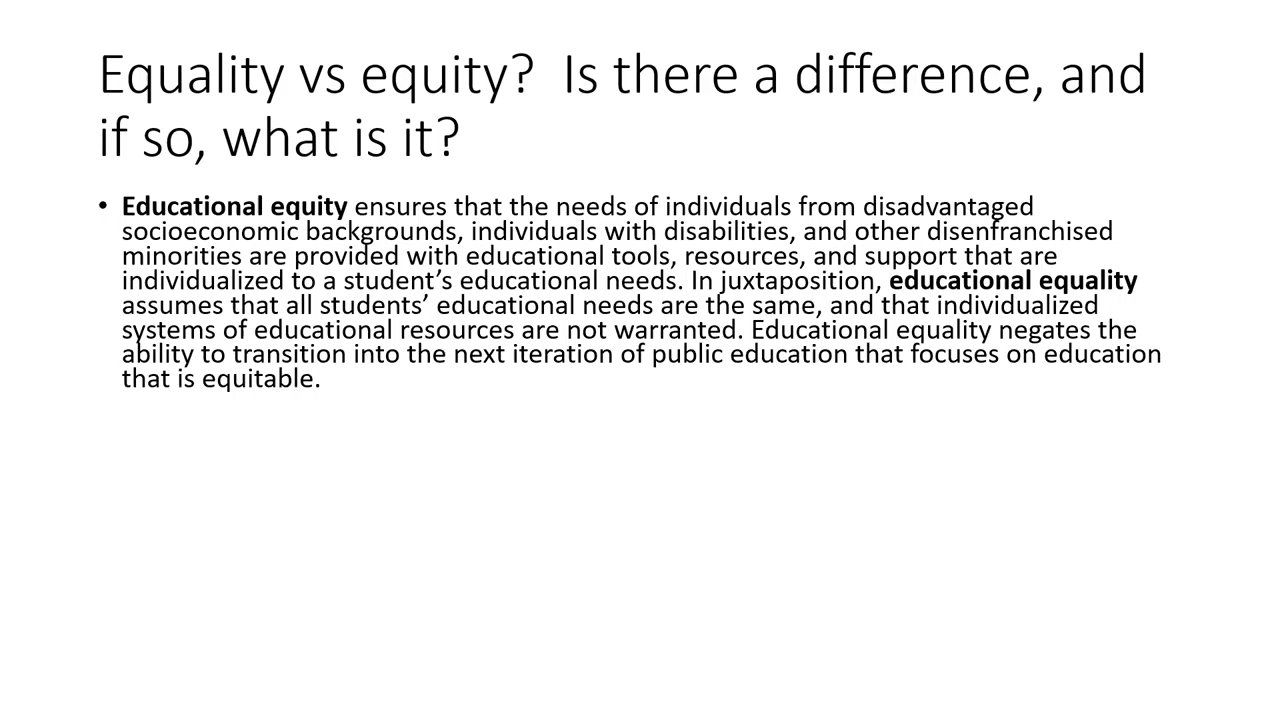 Equality vs equity?  Is there a difference, and
if so, what is it?
• Educational equity ensures that the needs of individuals from disadvantaged
socioeconomic backgrounds, individuals with disabilities, and other disenfranchised
minorities are provided with educational tools, resources, and support that are
individualized to a student’s educational needs. In juxtaposition, educational equality
assumes that all students’ educational needs are the same, and that individualized
systems of educational resources are not warranted. Educational equality negates the
ability to transition into the next iteration of public education that focuses on education
that is equitable.